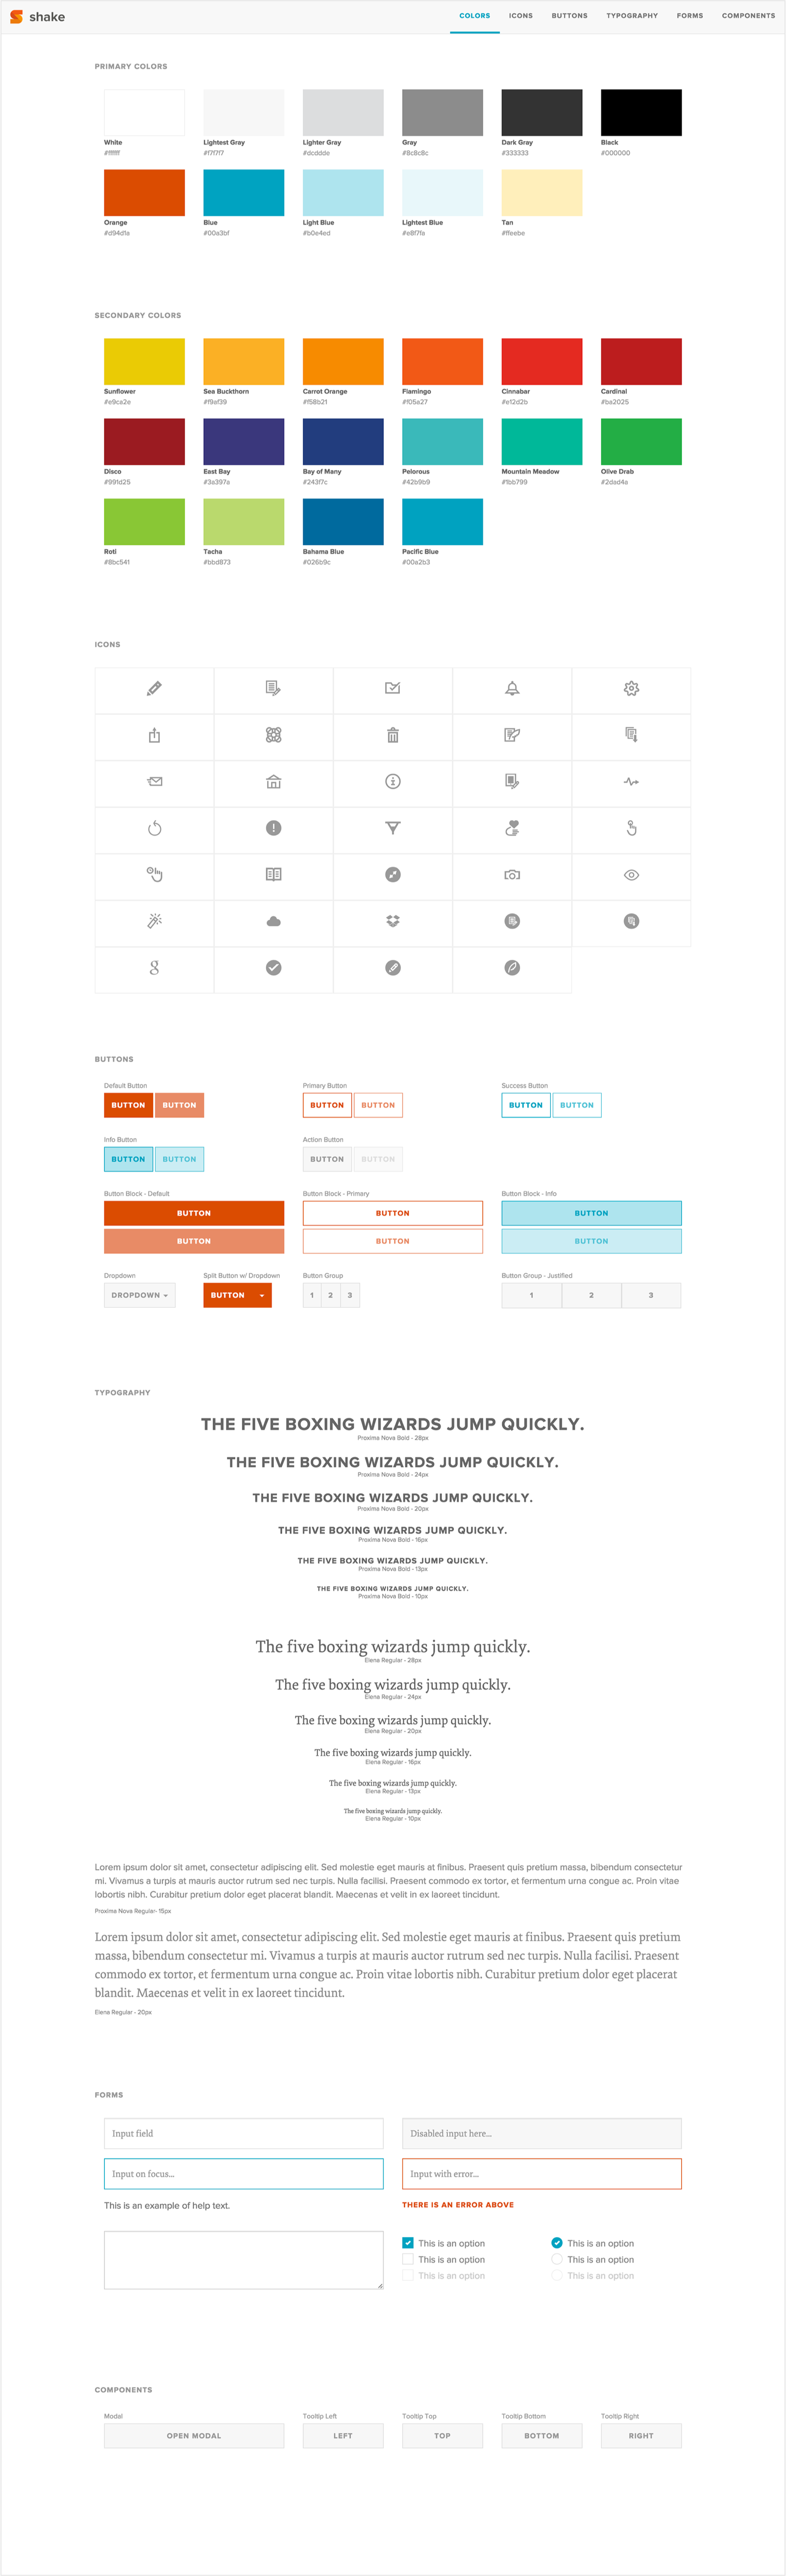 shake
COLORS ICONS BUTTONS TYPOGRAPHY FORMS COMPONENTS
PRIMARY COLORS
White Lightest Gray Lighter Gray Gray Dark Gray Black
#ffffff #f7f7f7 #dcddde #8c8c8c #333333 #000000
Orange Blue Light Blue Lightest Blue Tan
#d94d1a #00a3bf #b0e4ed #e8f7fa #ffeebe
SECONDARY COLORS
Sunflower Sea Buckthorn Carrot Orange Flamingo Cinnabar Cardinal
#e9ca2e #f9af39 #f58b21 #f05a27 #e12d2b #ba2025
Disco East Bay Bay of Many Pelorous Mountain Meadow Olive Drab
#991d25 #3a397a #243f7c #42b9b9 #1bb799 #2dad4a
Roti Tacha Bahama Blue Pacific Blue
#8bc541 #bbd873 #026b9c #00a2b3
ICONS
BUTTONS
Default Button Primary Button Success Button
BUTTON BUTTON BUTTON BUTTON BUTTON BUTTON
Info Button Action Button
BUTTON BUTTON BUTTON BUTTON
Button Block - Default Button Block - Primary Button Block - Info
BUTTON BUTTON BUTTON
BUTTON BUTTON BUTTON
Dropdown Split Button w/ Dropdown Button Group Button Group - Justified
DROPDOWN BUTTON 1 2 3 1 2 3
TYPOGRAPHY
THE FIVE BOXING WIZARDS JUMP QUICKLY.
Proxima Nova Bold - 28px
THE FIVE BOXING WIZARDS JUMP QUICKLY.
Proxima Nova Bold - 24px
THE FIVE BOXING WIZARDS JUMP QUICKLY.
Proxima Nova Bold - 20px
THE FIVE BOXING WIZARDS JUMP QUICKLY.
Proxima Nova Bold - 16px
THE FIVE BOXING WIZARDS JUMP QUICKLY.
Proxima Nova Bold - 13px
THE FIVE BOXING WIZARDS JUMP QUICKLY.
Proxima Nova Bold - 10px
The five boxing wizards jump quickly.
Elena Regular - 28px
The five boxing wizards jump quickly.
Elena Regular - 24px
The five boxing wizards jump quickly.
Elena Regular - 20px
The five boxing wizards jump quickly.
Elena Regular - 16px
The five boxing wizards jump quickly.
Elena Regular - 13px
The five boxing wizards jump quickly.
Elena Regular - 10px
Lorem ipsum dolor sit amet, consectetur adipiscing elit. Sed molestie eget mauris at finibus. Praesent quis pretium massa, bibendum consectetur
mi. Vivamus a turpis at mauris auctor rutrum sed nec turpis. Nulla facilisi. Praesent commodo ex tortor, et fermentum urna congue ac. Proin vitae
lobortis nibh. Curabitur pretium dolor eget placerat blandit. Maecenas et velit in ex laoreet tincidunt.
Proxima Nova Regular- 15px
Lorem ipsum dolor sit amet, consectetur adipiscing elit. Sed molestie eget mauris at finibus. Praesent quis pretium
massa, bibendum consectetur mi. Vivamus a turpis at mauris auctor rutrum sed nec turpis. Nulla facilisi. Praesent
commodo ex tortor, et fermentum urna congue ac. Proin vitae lobortis nibh. Curabitur pretium dolor eget placerat
blandit. Maecenas et velit in ex laoreet tincidunt.
Elena Regular - 20px
FORMS
Input field Disabled input here...
Input on focus... Input with error...
This is an example of help text. THERE IS AN ERROR ABOVE
This is an option This is an option
This is an option This is an option
This is an option This is an option
COMPONENTS
Modal Tooltip Left Tooltip Top Tooltip Bottom Tooltip Right
OPEN MODAL LEFT TOP BOTTOM RIGHT